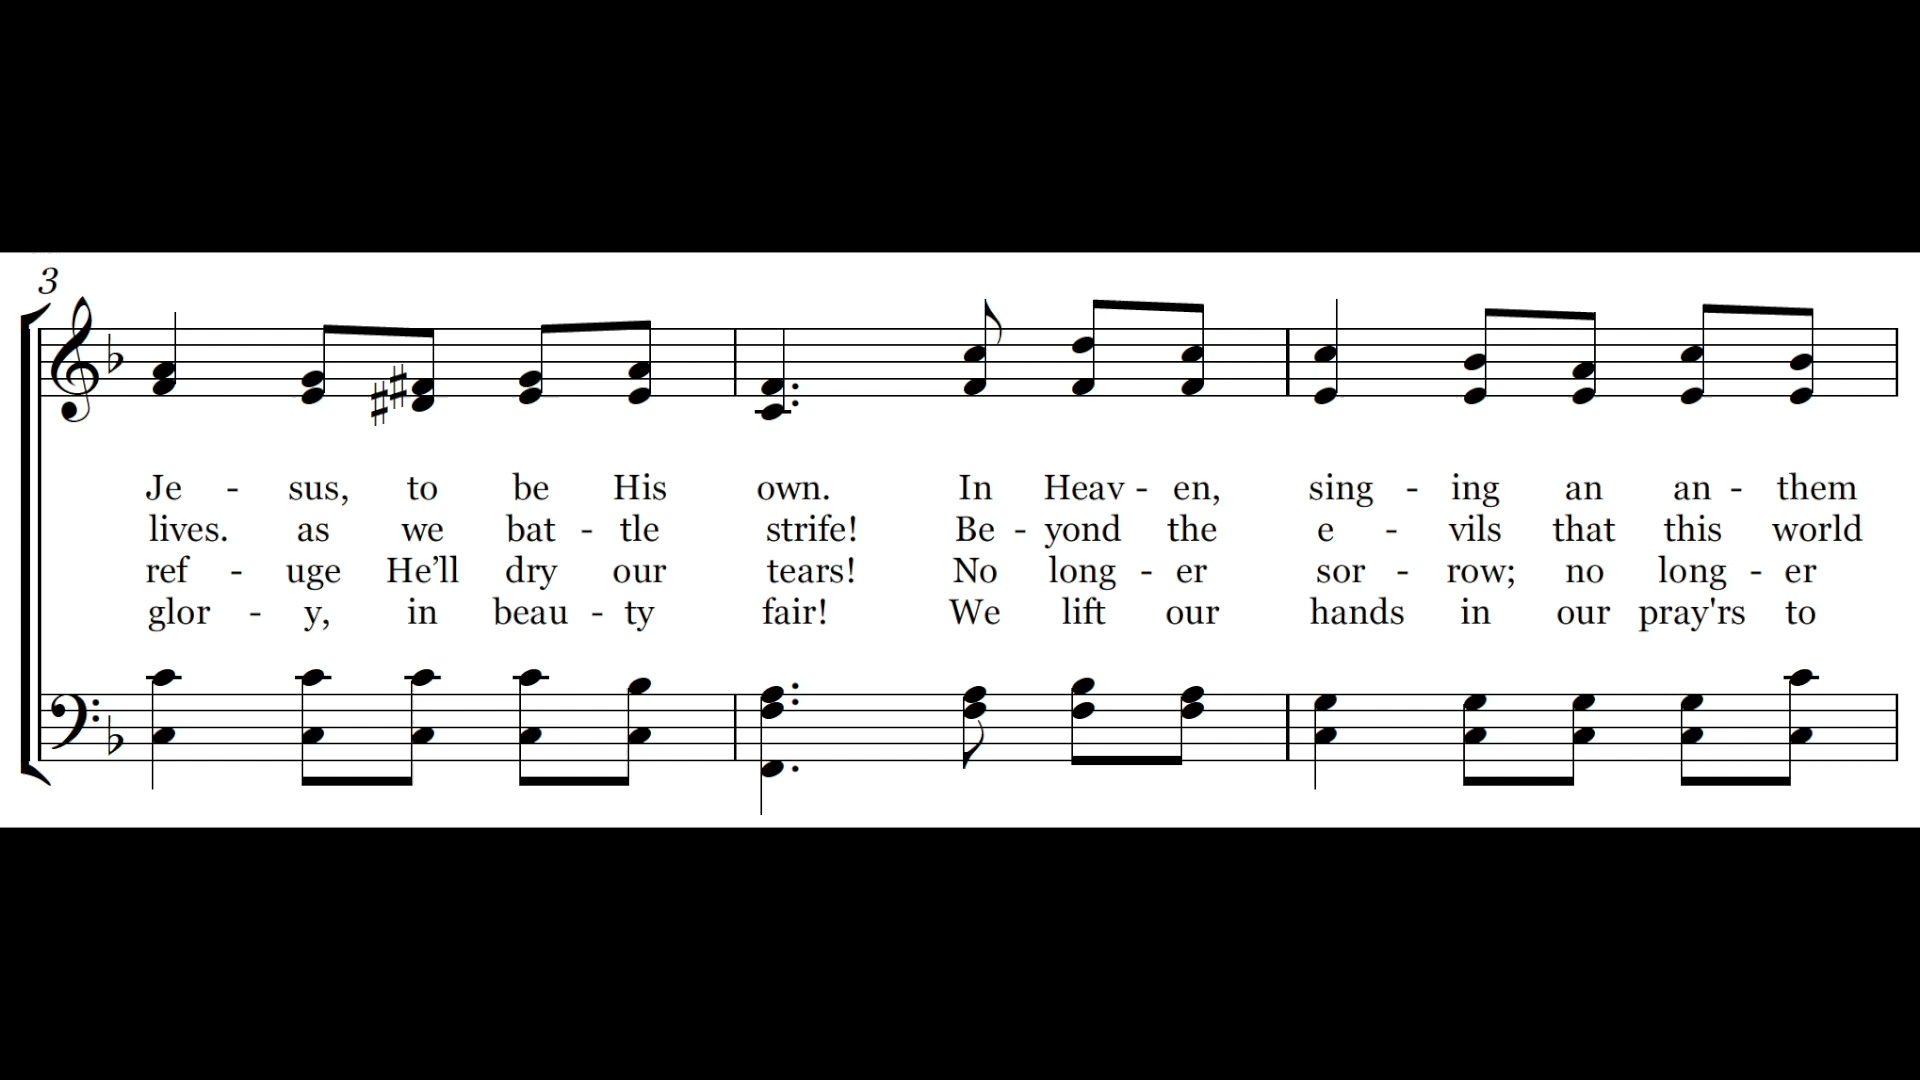 3
Je - sus, to be His own. In Heav - en, sing - ing an an - them
lives. as we bat - tle strife! Be - yond the e - vils that this world
ref - uge He’ll dry our tears! No long - er sor - row; no long - er
glor - y, in beau - ty fair! We lift our hands in our pray'rs to